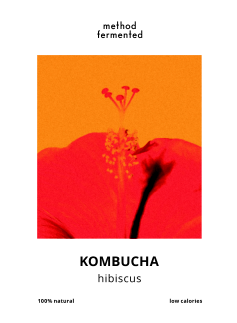 method
fermented
KOMBUCHA
hibiscus
100% natural
low calories